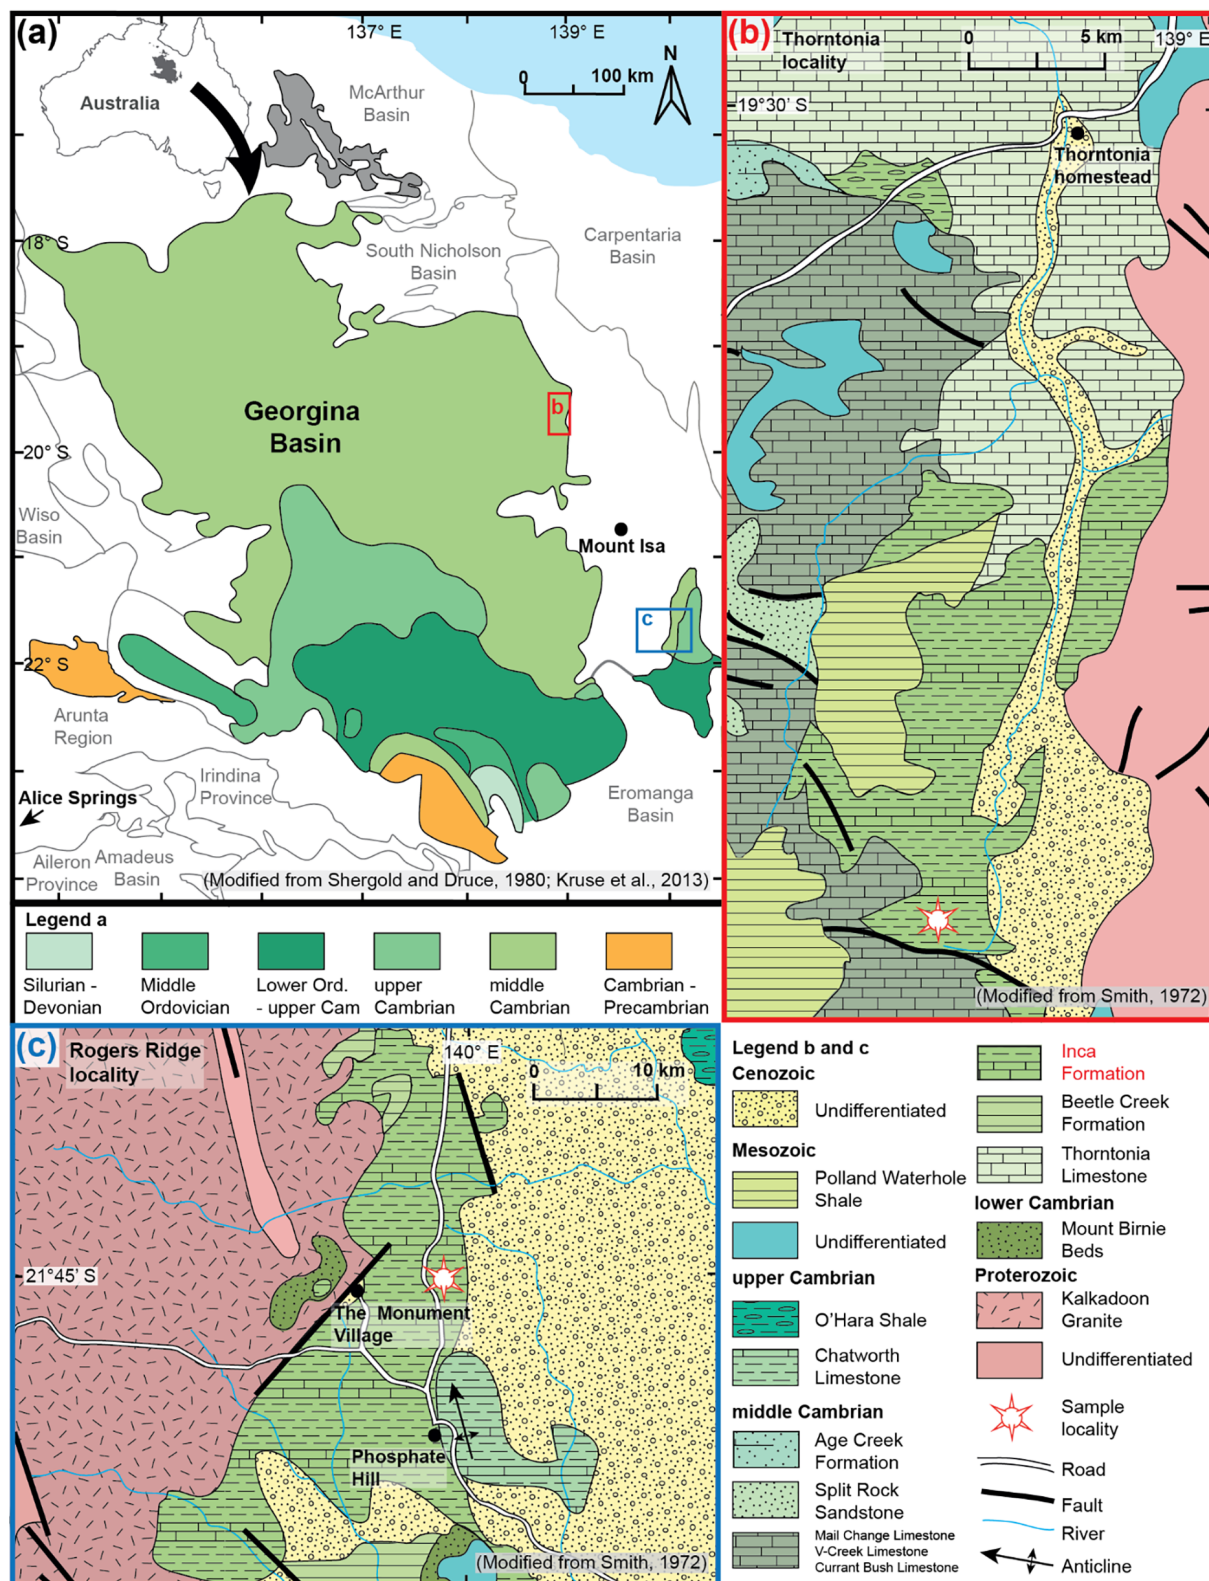 (a)
137° E
139° E
N
0 100 km
Australia
McArthur
Basin
18° S
South Nicholson
Basin
Carpentaria
Basin
Georgina
Basin
b
20° S
Wiso
Basin
Mount Isa
c
22° S
Arunta
Region
Irindina
Province
Alice Springs
Eromanga
Basin
Aileron
Province
Amadeus
Basin
(Modified from Shergold and Druce, 1980; Kruse et al., 2013)
Legend a
Silurian -
Devonian
Middle
Ordovician
Lower Ord.
- upper Cam
upper
Cambrian
middle
Cambrian
Cambrian -
Precambrian
(b)
Thorntonia
locality
0 5 km
139° E
19°30' S
Thorntonia
homestead
(Modified from Smith, 1972)
(c)
Rogers Ridge
locality
140° E
0 10 km
21°45' S
The Monument
Village
Phosphate
Hill
(Modified from Smith, 1972)
Legend b and c
Cenozoic
Undifferentiated
Mesozoic
Polland Waterhole
Shale
Undifferentiated
upper Cambrian
O'Hara Shale
Chatworth
Limestone
middle Cambrian
Age Creek
Formation
Split Rock
Sandstone
Mail Change Limestone
V-Creek Limestone
Currant Bush Limestone
Inca
Formation
Beetle Creek
Formation
Thorntonia
Limestone
lower Cambrian
Mount Birnie
Beds
Proterozoic
Kalkadoon
Granite
Undifferentiated
Sample
locality
Road
Fault
River
Anticline